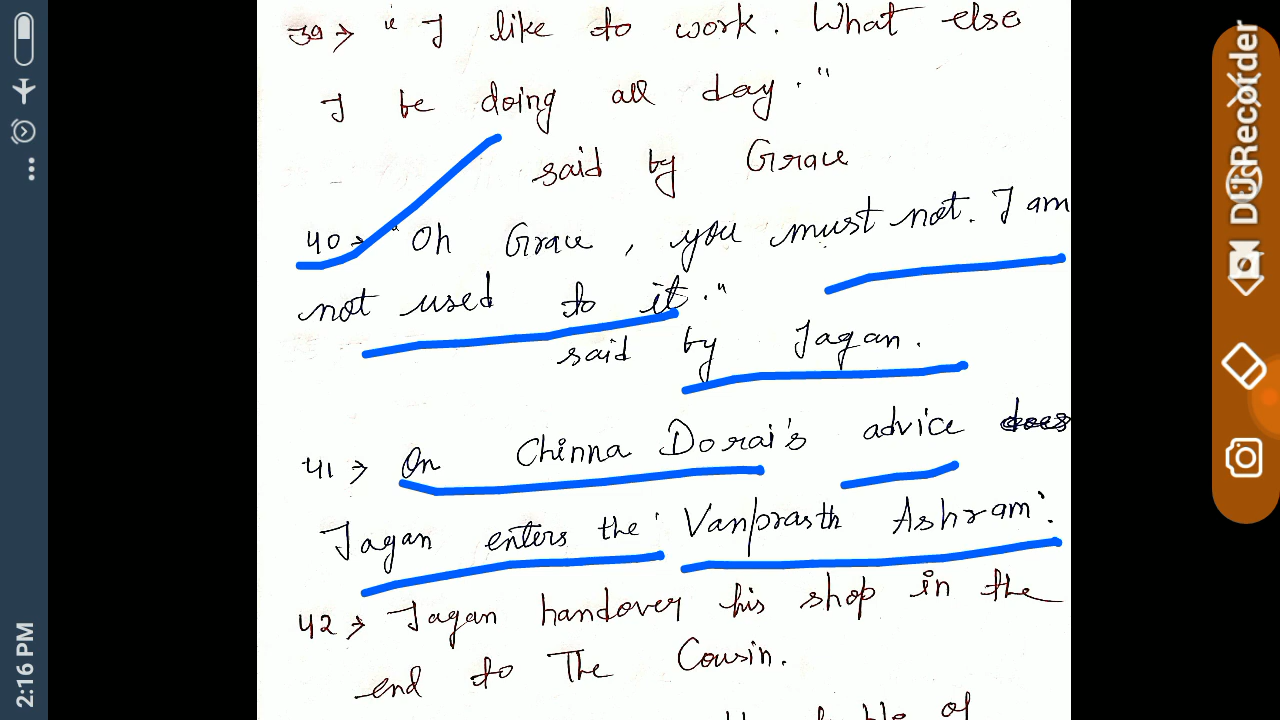 39→ "I like to work. What else
I be doing all day."
said by Grace
40→ "Oh Grace, you must not. I am
not used to it."
said by Jagan.
41→ On Chinna Dorai's advice does
Jagan enters the 'Vanprasth Ashram'.
42→ Jagan handover his shop in the
end to The Cousin.
of
2:16 PM
DU Recorder